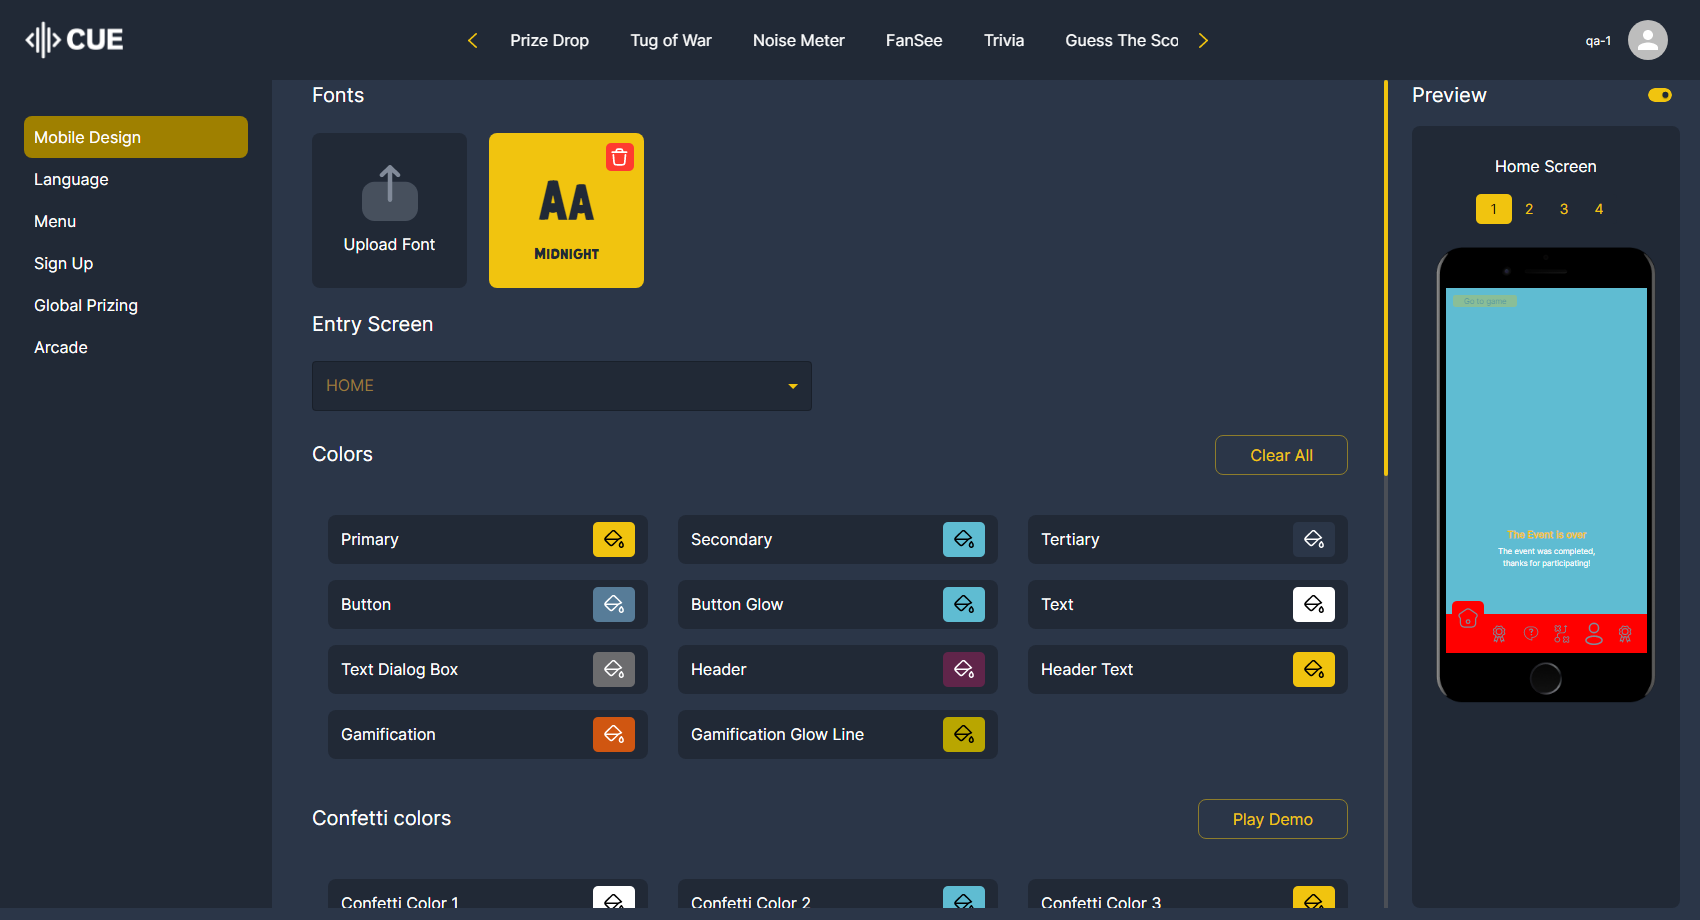 CUE
Prize Drop
Tug of War
Noise Meter
FanSee
Trivia
Guess The Sco
qa-1
Mobile Design
Language
Menu
Sign Up
Global Prizing
Arcade
Fonts
Upload Font
AA
MIDNIGHT
Entry Screen
HOME
Colors
Clear All
Primary
Secondary
Tertiary
Button
Button Glow
Text
Text Dialog Box
Header
Header Text
Gamification
Gamification Glow Line
Confetti colors
Play Demo
Confetti Color 1
Confetti Color 2
Confetti Color 3
Preview
Home Screen
1 2 3 4
Go to game
The Event is over
The event was completed,
thanks for participating!